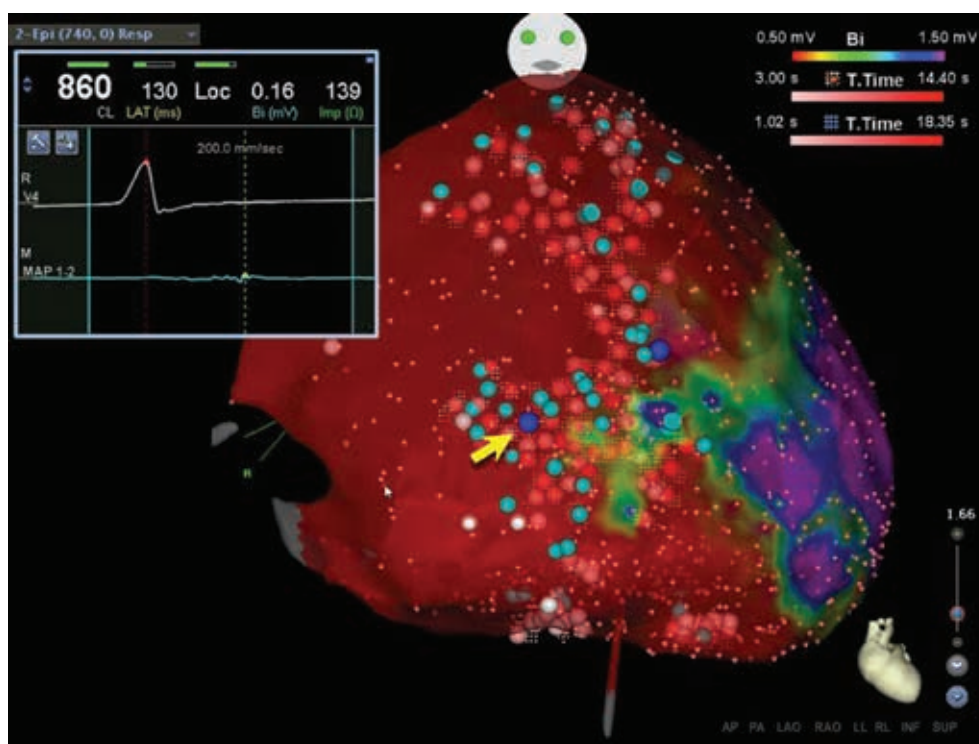 2-Epi (740, 0) Resp
860 130 Loc 0.16 139
CL LAT (ms) Bi (mV) Imp (Ω)
200.0 mm/sec
R
V4
M
MAP 1-2
0.50 mV Bi 1.50 mV
3.00 s T.Time 14.40 s
1.02 s T.Time 18.35 s
R
1.66
AP PA LAO RAO LL RL INF SUP